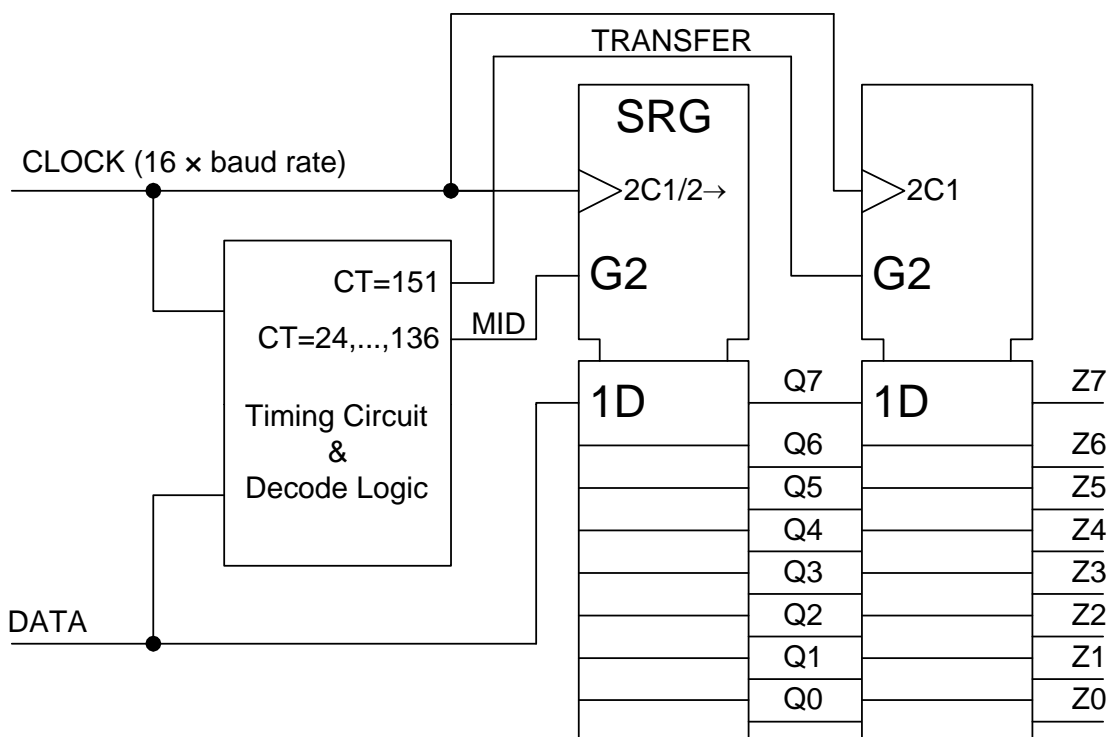 TRANSFER
SRG
CLOCK (16 × baud rate)
2C1/2→
2C1
CT=151
G2
G2
CT=24,...,136
MID
1D
Q7
1D
Z7
Timing Circuit
&
Decode Logic
Q6
Z6
Q5
Z5
Q4
Z4
Q3
Z3
DATA
Q2
Z2
Q1
Z1
Q0
Z0